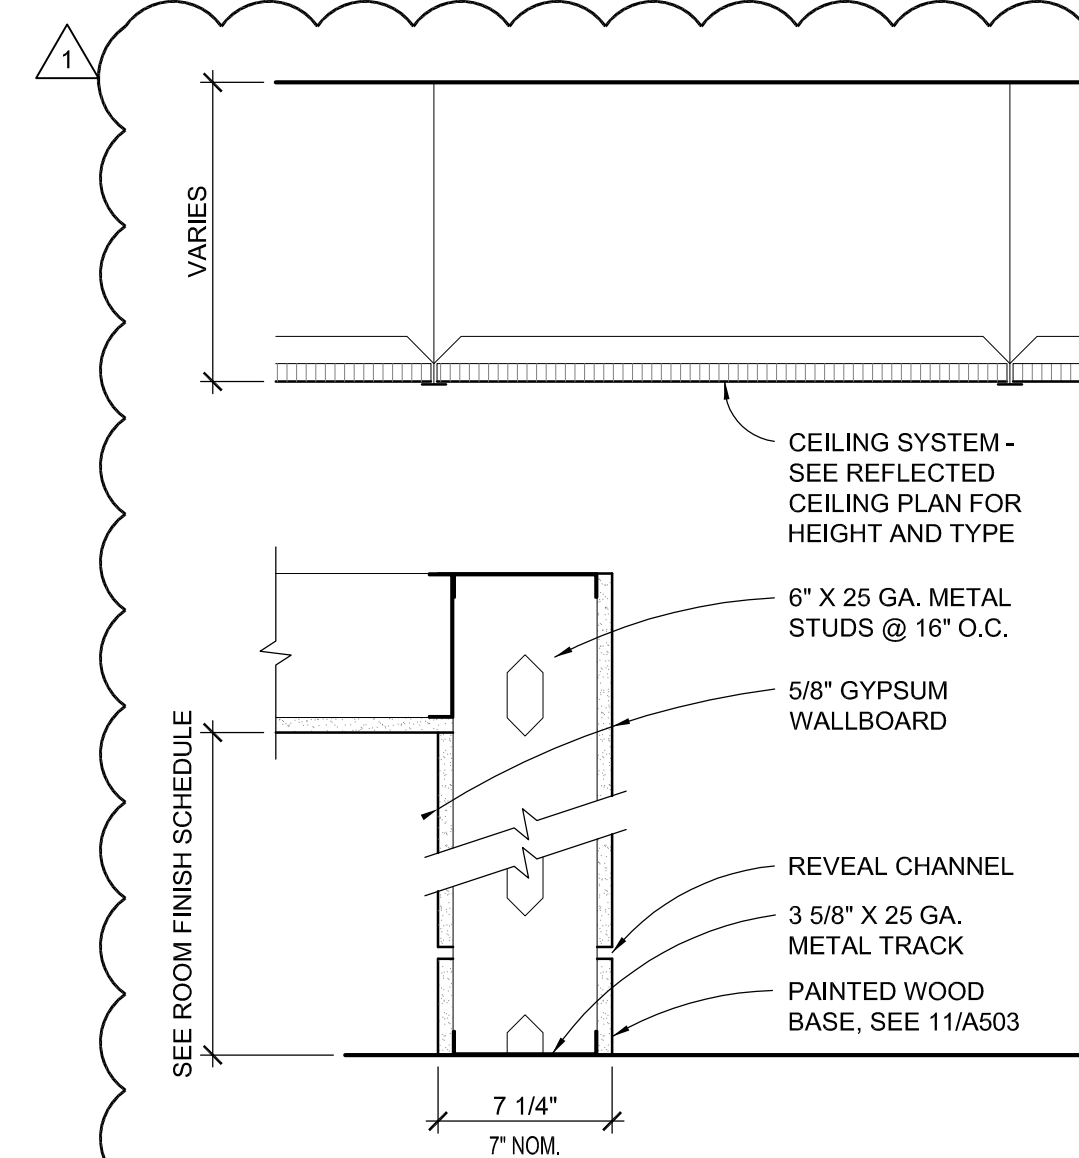 1
VARIES
CEILING SYSTEM -
SEE REFLECTED
CEILING PLAN FOR
HEIGHT AND TYPE
6" X 25 GA. METAL
STUDS @ 16" O.C.
5/8" GYPSUM
WALLBOARD
SEE ROOM FINISH SCHEDULE
REVEAL CHANNEL
3 5/8" X 25 GA.
METAL TRACK
PAINTED WOOD
BASE, SEE 11/A503
7 1/4"
7" NOM.